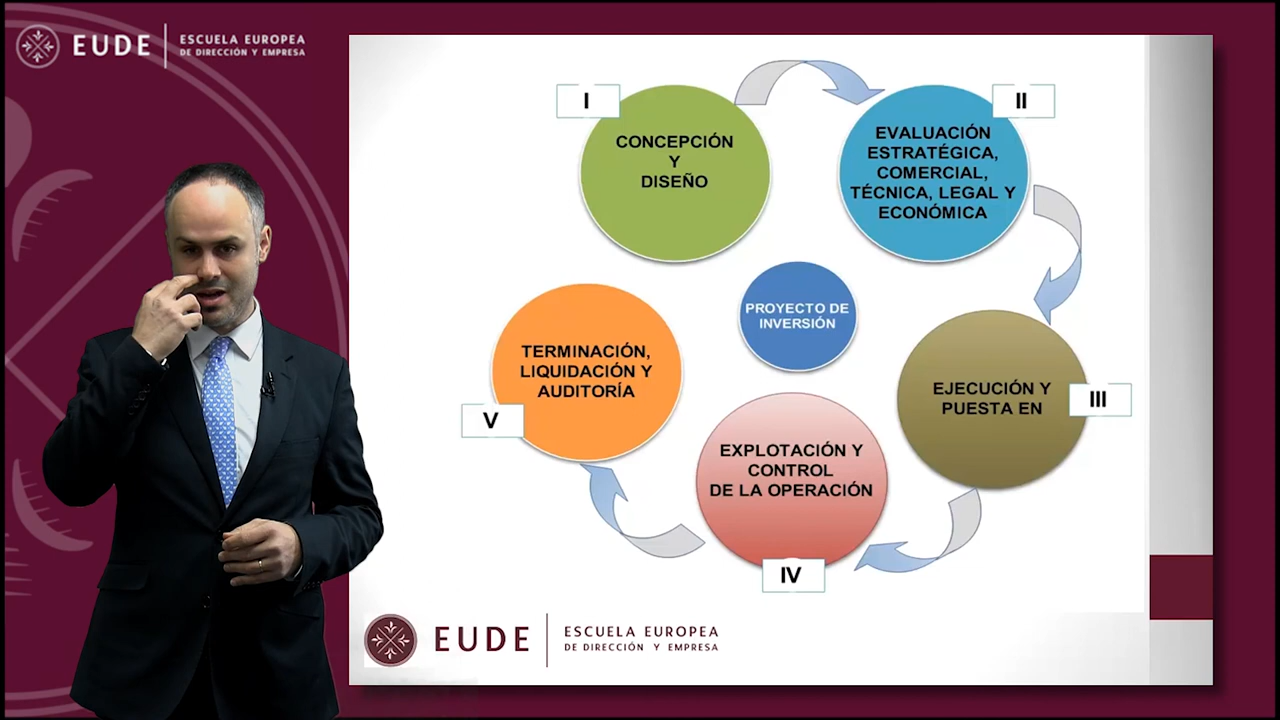 EUDE
ESCUELA EUROPEA
DE DIRECCIÓN Y EMPRESA
I
CONCEPCIÓN
Y
DISEÑO
II
EVALUACIÓN
ESTRATÉGICA,
COMERCIAL,
TÉCNICA, LEGAL Y
ECONÓMICA
PROYECTO DE
INVERSIÓN
III
EJECUCIÓN Y
PUESTA EN
IV
EXPLOTACIÓN Y
CONTROL
DE LA OPERACIÓN
V
TERMINACIÓN,
LIQUIDACIÓN Y
AUDITORÍA
EUDE
ESCUELA EUROPEA
DE DIRECCIÓN Y EMPRESA